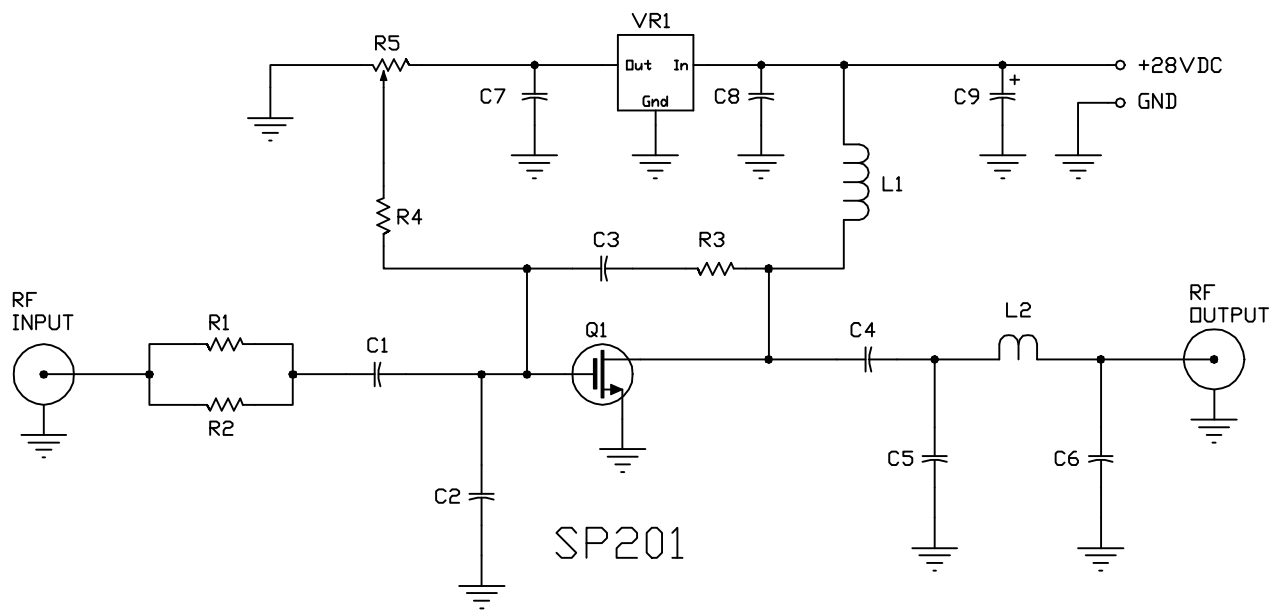 VR1
R5
Out In
+28VDC
C7
C8
C9
+
Gnd
GND
L1
R4
C3
R3
RF
INPUT
RF
OUTPUT
L2
R1
Q1
C4
C1
R2
C5
C6
C2
SP201